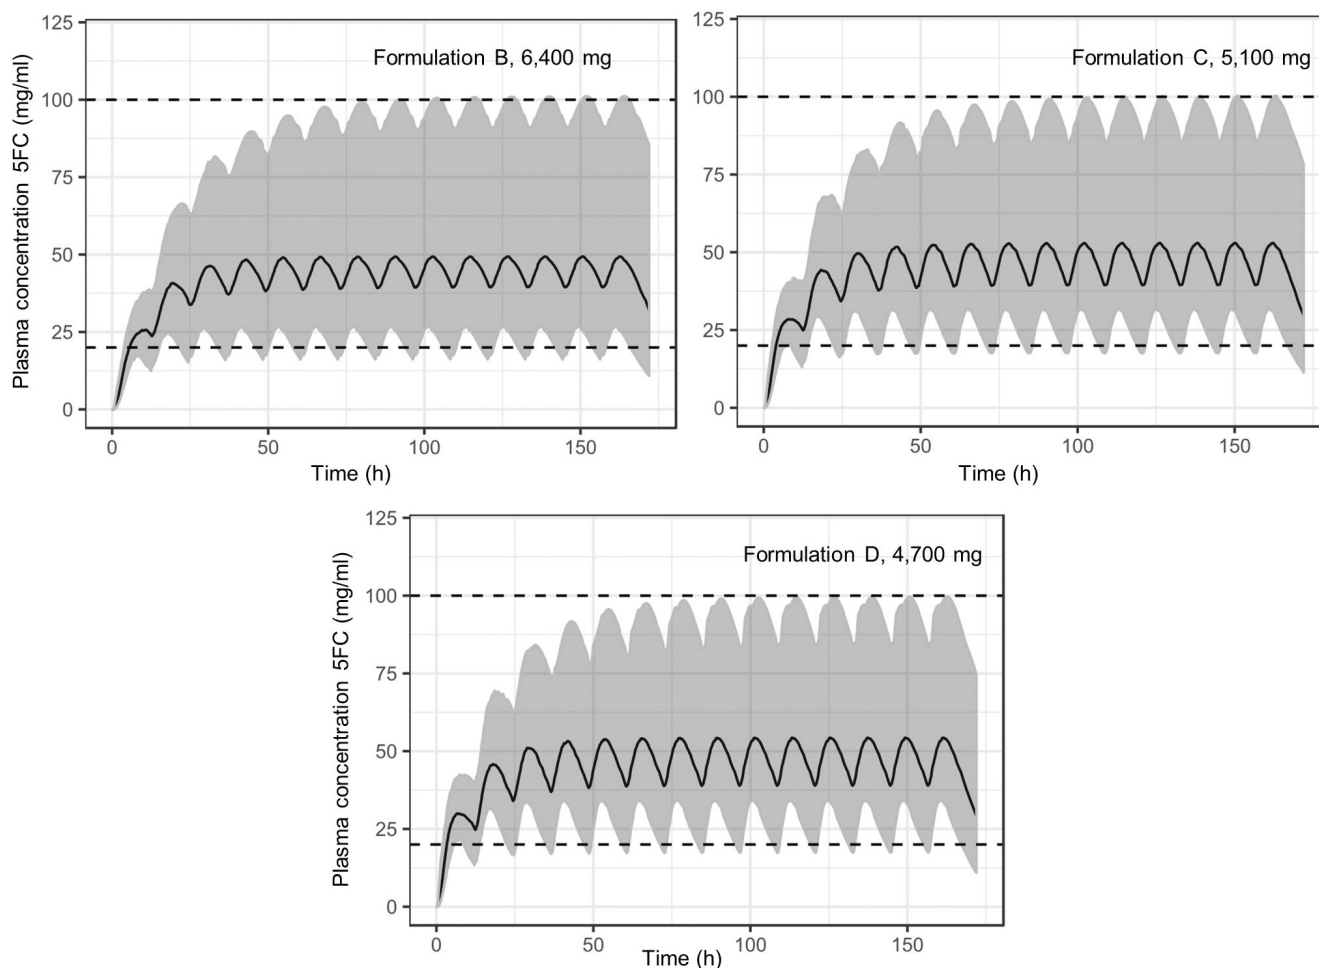 Formulation B, 6,400 mg
Plasma concentration 5FC (mg/ml)
125
100
75
50
25
0
0 50 100 150
Time (h)
Formulation C, 5,100 mg
125
100
75
50
25
0
0 50 100 150
Time (h)
Formulation D, 4,700 mg
Plasma concentration 5FC (mg/ml)
125
100
75
50
25
0
0 50 100 150
Time (h)